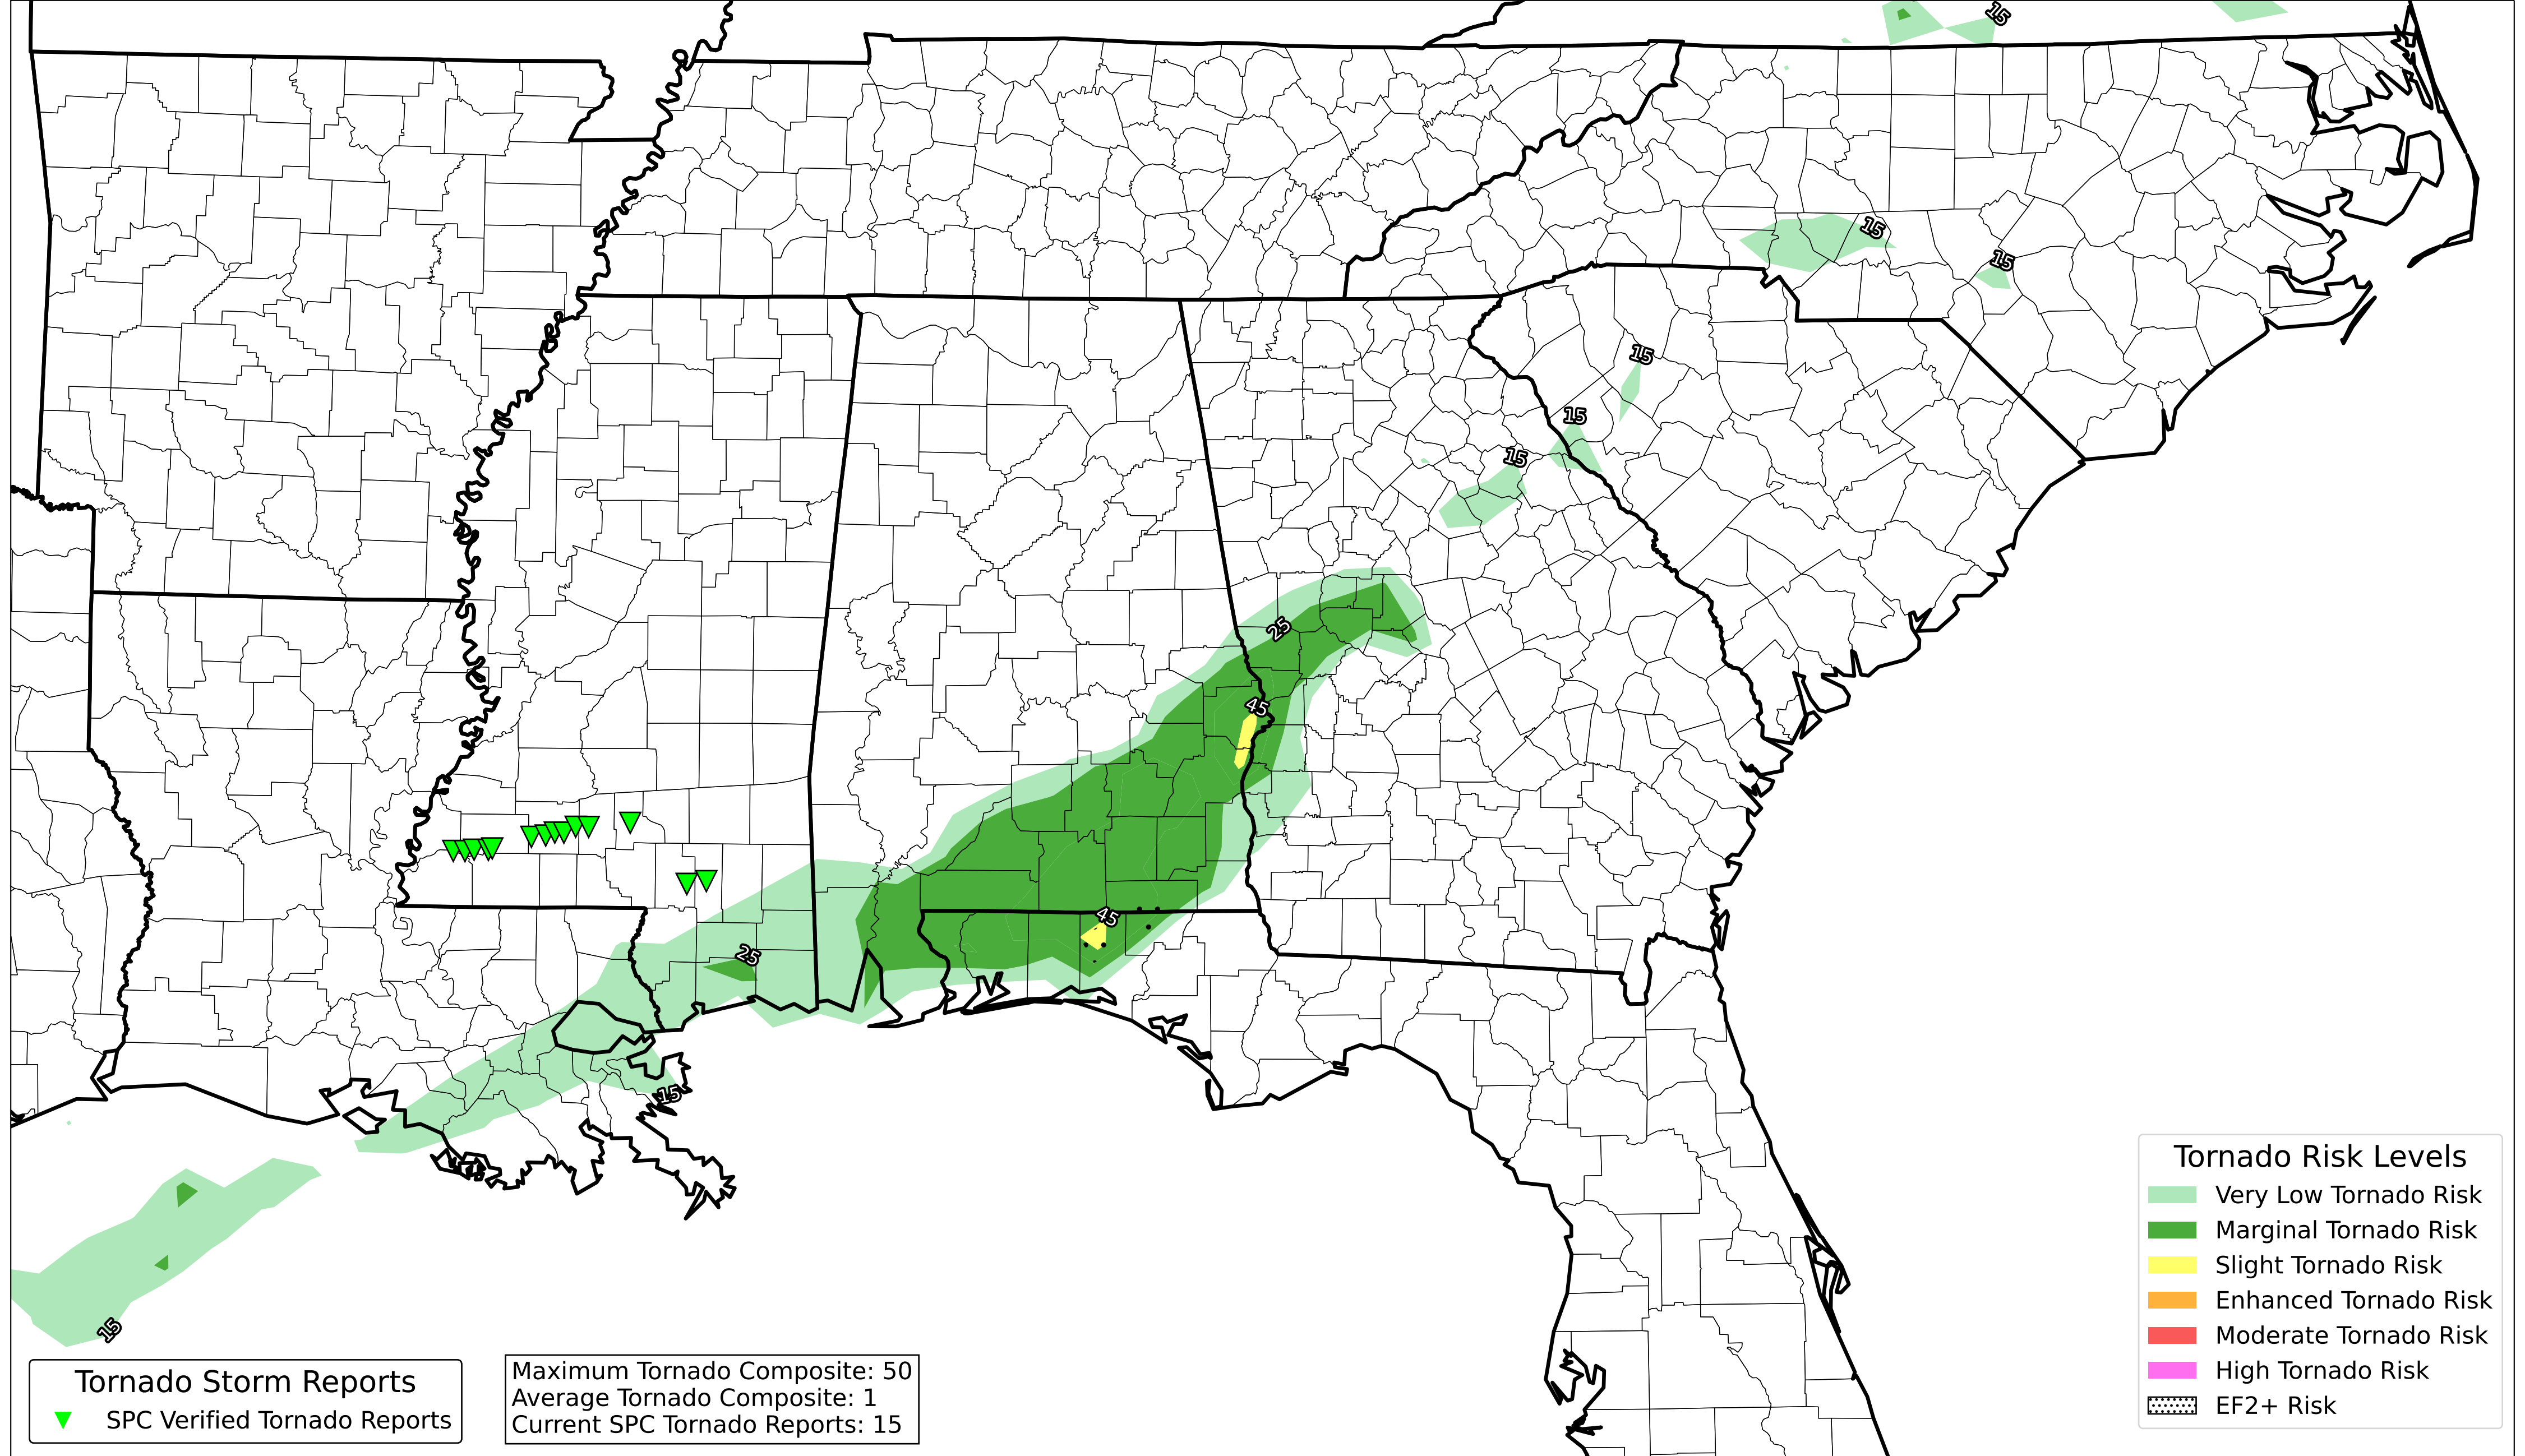 15
15
15
15
15
15
25
45
45
25
15
15
Tornado Risk Levels
Very Low Tornado Risk
Marginal Tornado Risk
Slight Tornado Risk
Enhanced Tornado Risk
Moderate Tornado Risk
High Tornado Risk
EF2+ Risk
Tornado Storm Reports
SPC Verified Tornado Reports
Maximum Tornado Composite: 50
Average Tornado Composite: 1
Current SPC Tornado Reports: 15